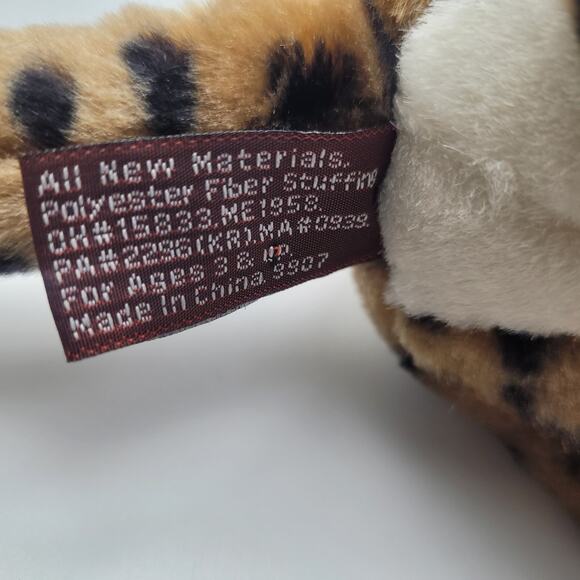 All New Materials.
Polyester Fiber Stuffing
OH#15833.ME1958.
PA#2256(KR).MA#0939.
For Ages 3 & up.
Made in China 9907